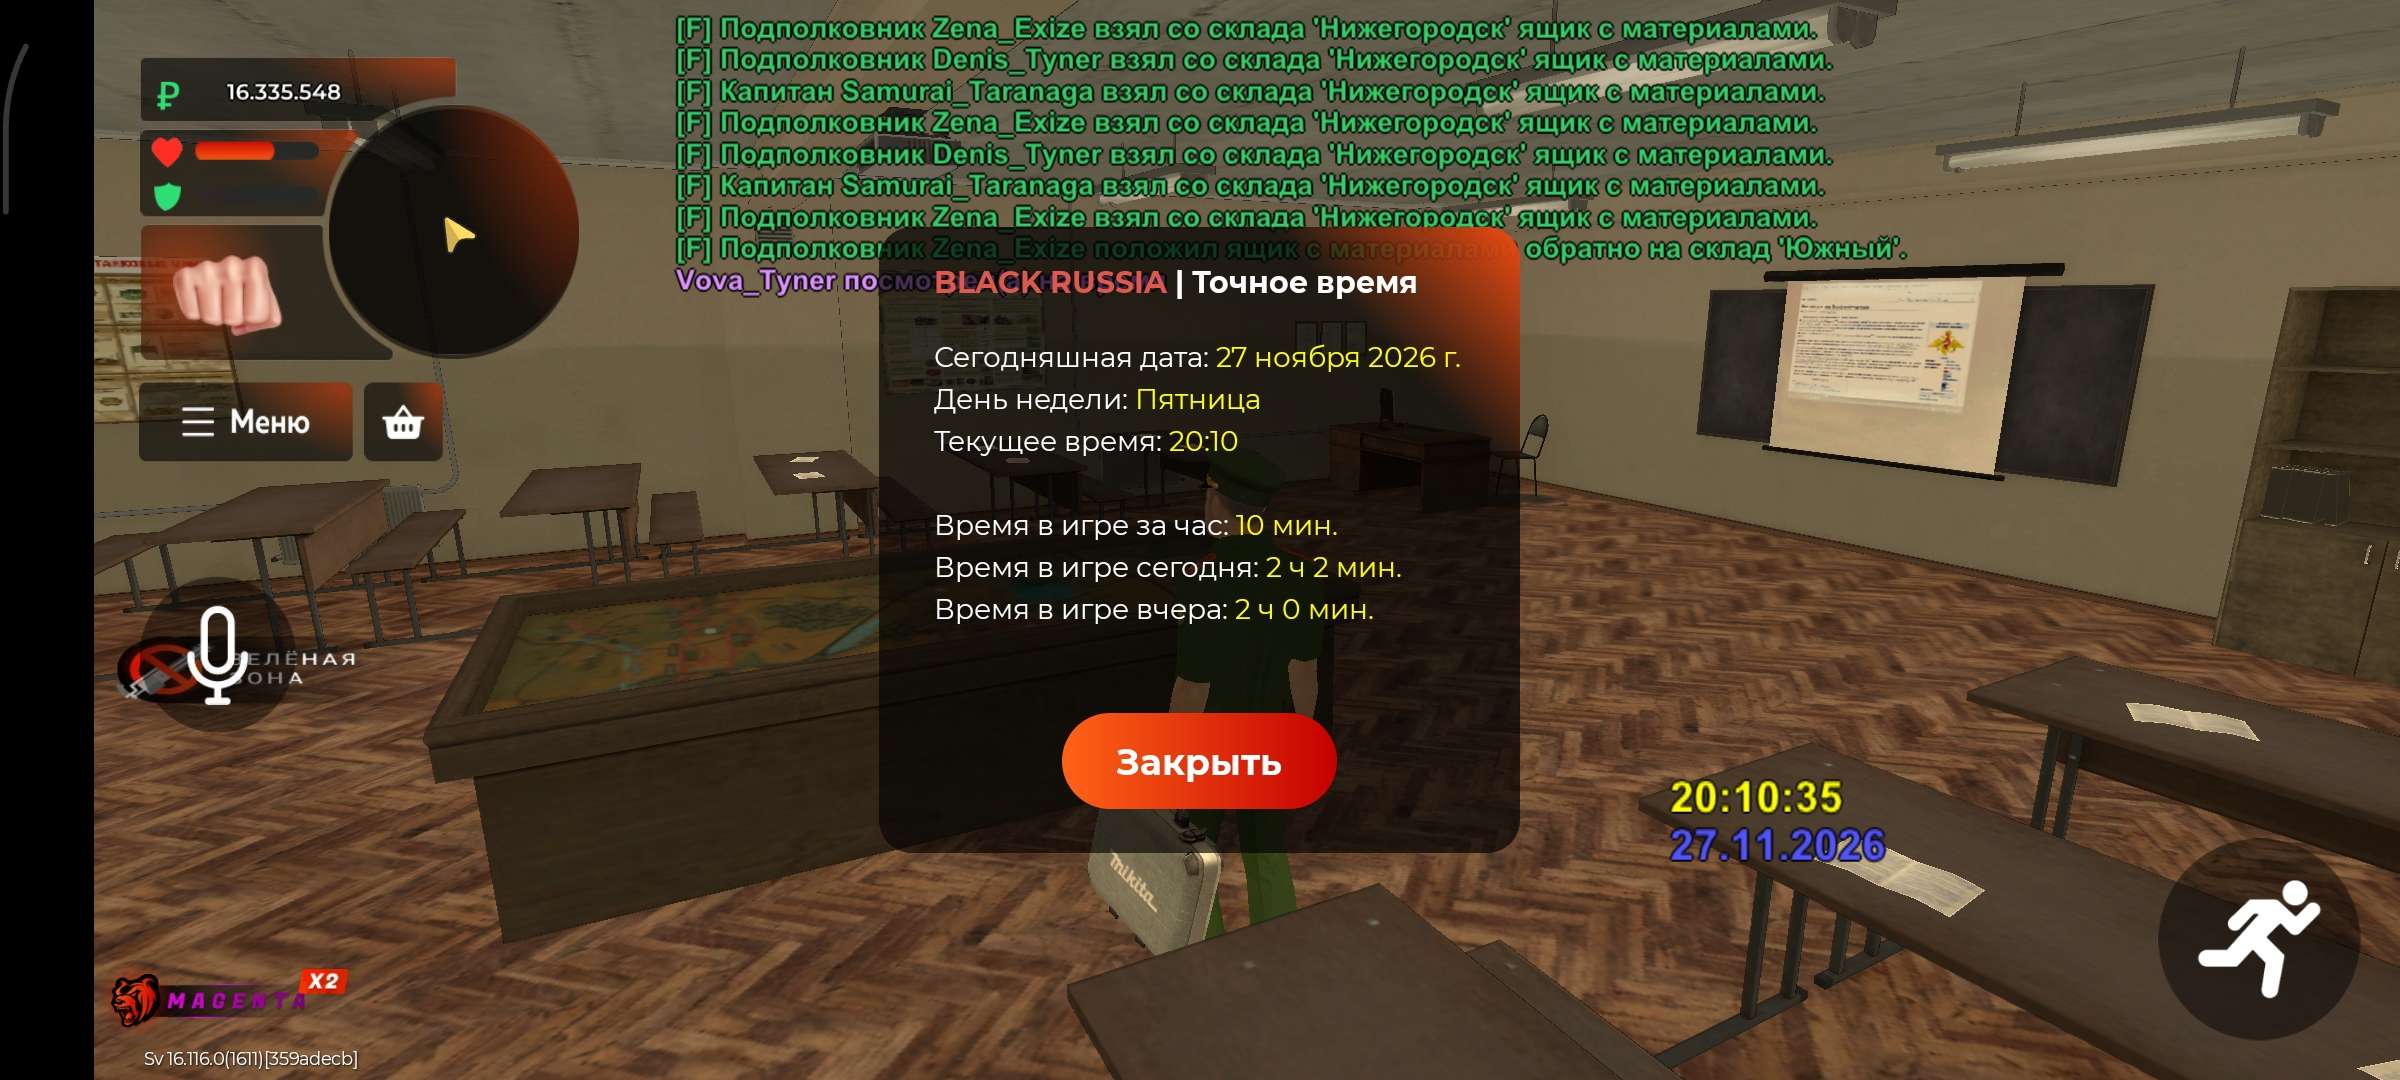 [F] Подполковник Zena_Exize взял со склада 'Нижегородск' ящик с материалами.
[F] Подполковник Denis_Tyner взял со склада 'Нижегородск' ящик с материалами.
[F] Капитан Samurai_Taranaga взял со склада 'Нижегородск' ящик с материалами.
[F] Подполковник Zena_Exize взял со склада 'Нижегородск' ящик с материалами.
[F] Подполковник Denis_Tyner взял со склада 'Нижегородск' ящик с материалами.
[F] Капитан Samurai_Taranaga взял со склада 'Нижегородск' ящик с материалами.
[F] Подполковник Zena_Exize взял со склада 'Нижегородск' ящик с материалами.
[F] Подполковник Zena_Exize положил ящик с материалами обратно на склад 'Южный'.
Vova_Tyner
₽ 16.335.548
Меню
BLACK RUSSIA | Точное время
Сегодняшная дата: 27 ноября 2026 г.
День недели: Пятница
Текущее время: 20:10
Время в игре за час: 10 мин.
Время в игре сегодня: 2 ч 2 мин.
Время в игре вчера: 2 ч 0 мин.
Закрыть
ЗЕЛЁНАЯ
ЗОНА
mikita
20:10:35
27.11.2026
MAGENTA X2
Sv 16.116.0(1611)[359adecb]